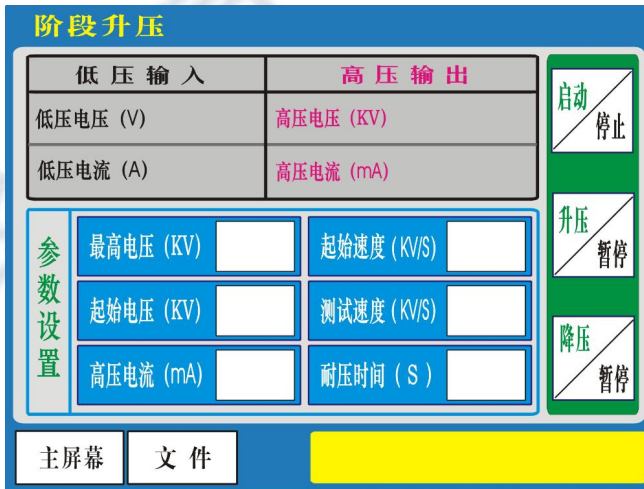 阶段升压
低压输入 高压输出
低压电压 (V) 高压电压 (KV)
低压电流 (A) 高压电流 (mA)
启动 停止
升压 暂停
降压 暂停
参数设置
最高电压 (KV) 起始速度 (KV/S)
起始电压 (KV) 测试速度 (KV/S)
高压电流 (mA) 耐压时间 ( S )
主屏幕 文件